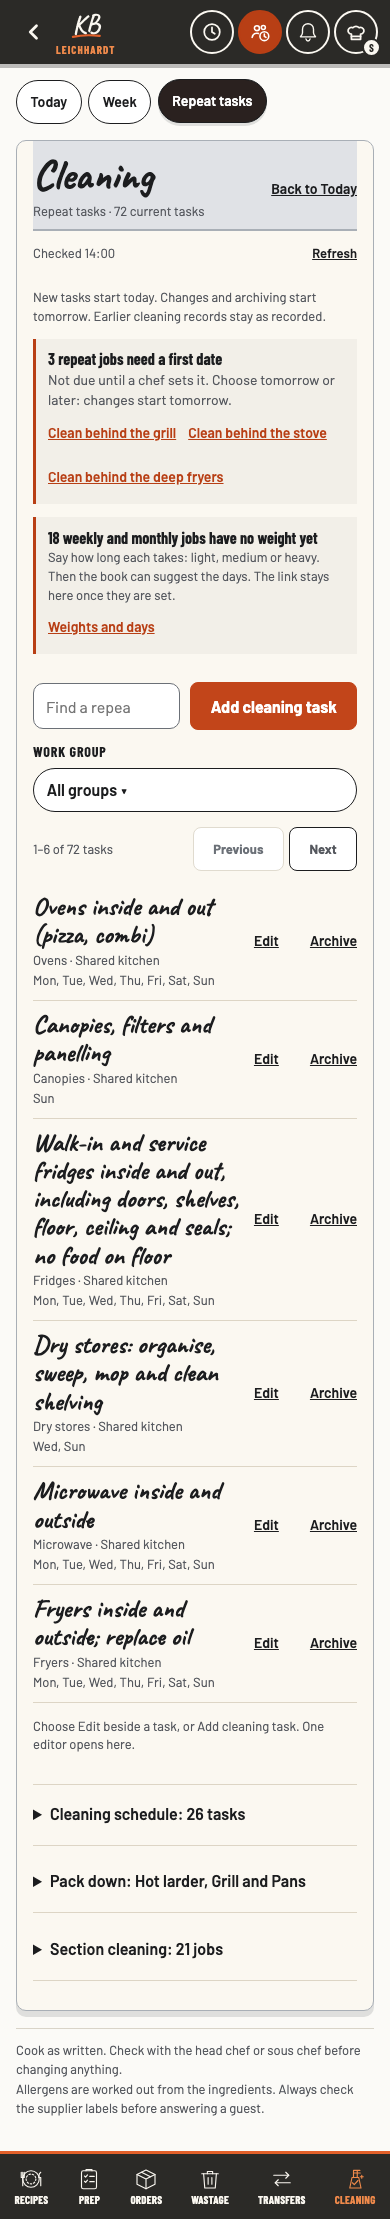 KB
LEICHHARDT
S
Today
Week
Repeat tasks
Cleaning
Back to Today
Repeat tasks · 72 current tasks
Checked 14:00
Refresh
New tasks start today. Changes and archiving start
tomorrow. Earlier cleaning records stay as recorded.
3 repeat jobs need a first date
Not due until a chef sets it. Choose tomorrow or
later: changes start tomorrow.
Clean behind the grill
Clean behind the stove
Clean behind the deep fryers
18 weekly and monthly jobs have no weight yet
Say how long each takes: light, medium or heavy.
Then the book can suggest the days. The link stays
here once they are set.
Weights and days
Find a repea
Add cleaning task
WORK GROUP
All groups ▾
1–6 of 72 tasks
Previous
Next
Ovens inside and out
(pizza, combi)
Ovens · Shared kitchen
Mon, Tue, Wed, Thu, Fri, Sat, Sun
Edit
Archive
Canopies, filters and
panelling
Canopies · Shared kitchen
Sun
Edit
Archive
Walk-in and service
fridges inside and out,
including doors, shelves,
floor, ceiling and seals;
no food on floor
Fridges · Shared kitchen
Mon, Tue, Wed, Thu, Fri, Sat, Sun
Edit
Archive
Dry stores: organise,
sweep, mop and clean
shelving
Dry stores · Shared kitchen
Wed, Sun
Edit
Archive
Microwave inside and
outside
Microwave · Shared kitchen
Mon, Tue, Wed, Thu, Fri, Sat, Sun
Edit
Archive
Fryers inside and
outside; replace oil
Fryers · Shared kitchen
Mon, Tue, Wed, Thu, Fri, Sat, Sun
Edit
Archive
Choose Edit beside a task, or Add cleaning task. One
editor opens here.
Cleaning schedule: 26 tasks
Pack down: Hot larder, Grill and Pans
Section cleaning: 21 jobs
Cook as written. Check with the head chef or sous chef before
changing anything.
Allergens are worked out from the ingredients. Always check
the supplier labels before answering a guest.
RECIPES
PREP
ORDERS
WASTAGE
TRANSFERS
CLEANING